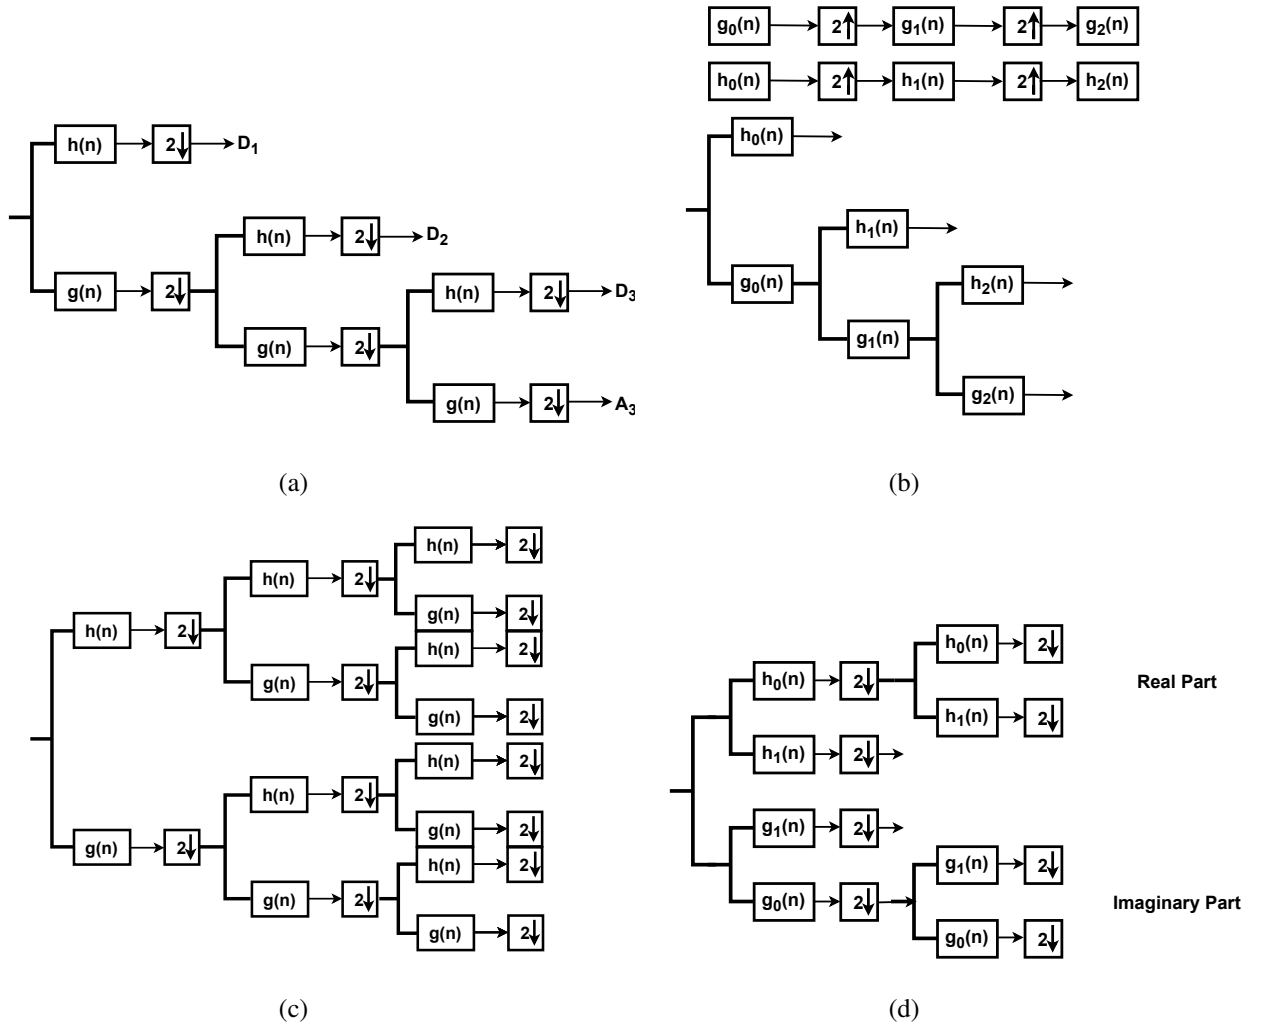 h(n) 2 D1
h(n) 2 D2
g(n) 2
h(n) 2 D3
g(n) 2
g(n) 2 A3
(a)
g0(n) 2 g1(n) 2 g2(n)
h0(n) 2 h1(n) 2 h2(n)
h0(n)
h1(n)
g0(n) h2(n)
g1(n)
g2(n)
(b)
h(n) 2
h(n) 2
g(n) 2
h(n) 2
h(n) 2
g(n) 2
g(n) 2
h(n) 2
h(n) 2
g(n) 2
g(n) 2
h(n) 2
g(n) 2
g(n) 2
(c)
h0(n) 2
h0(n) 2 Real Part
h1(n) 2
h1(n) 2
g1(n) 2
g1(n) 2
g0(n) 2 Imaginary Part
g0(n) 2
(d)